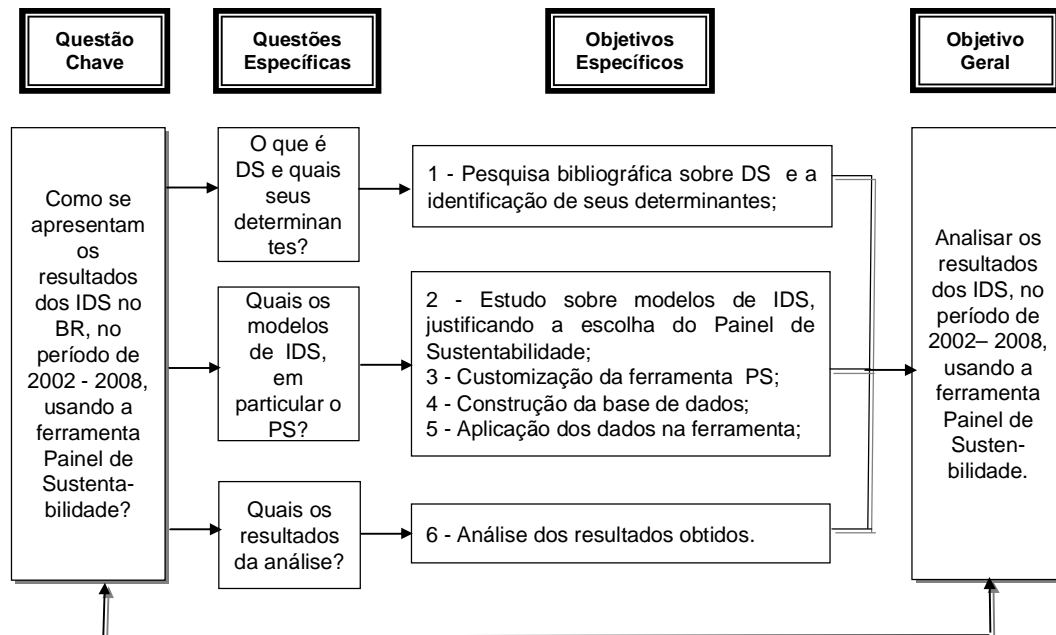 Questão
Chave
Questões
Específicas
Objetivos
Específicos
Objetivo
Geral
Como se
apresentam
os
resultados
dos IDS no
BR, no
período de
2002 - 2008,
usando a
ferramenta
Painel de
Sustenta-
bilidade?
O que é
DS e quais
seus
determinan
tes?
Quais os
modelos
de IDS,
em
particular o
PS?
Quais os
resultados
da análise?
1 - Pesquisa bibliográfica sobre DS e a
identificação de seus determinantes;
2 - Estudo sobre modelos de IDS,
justificando a escolha do Painel de
Sustentabilidade;
3 - Customização da ferramenta PS;
4 - Construção da base de dados;
5 - Aplicação dos dados na ferramenta;
6 - Análise dos resultados obtidos.
Analisar os
resultados
dos IDS, no
período de
2002– 2008,
usando a
ferramenta
Painel de
Susten-
bilidade.